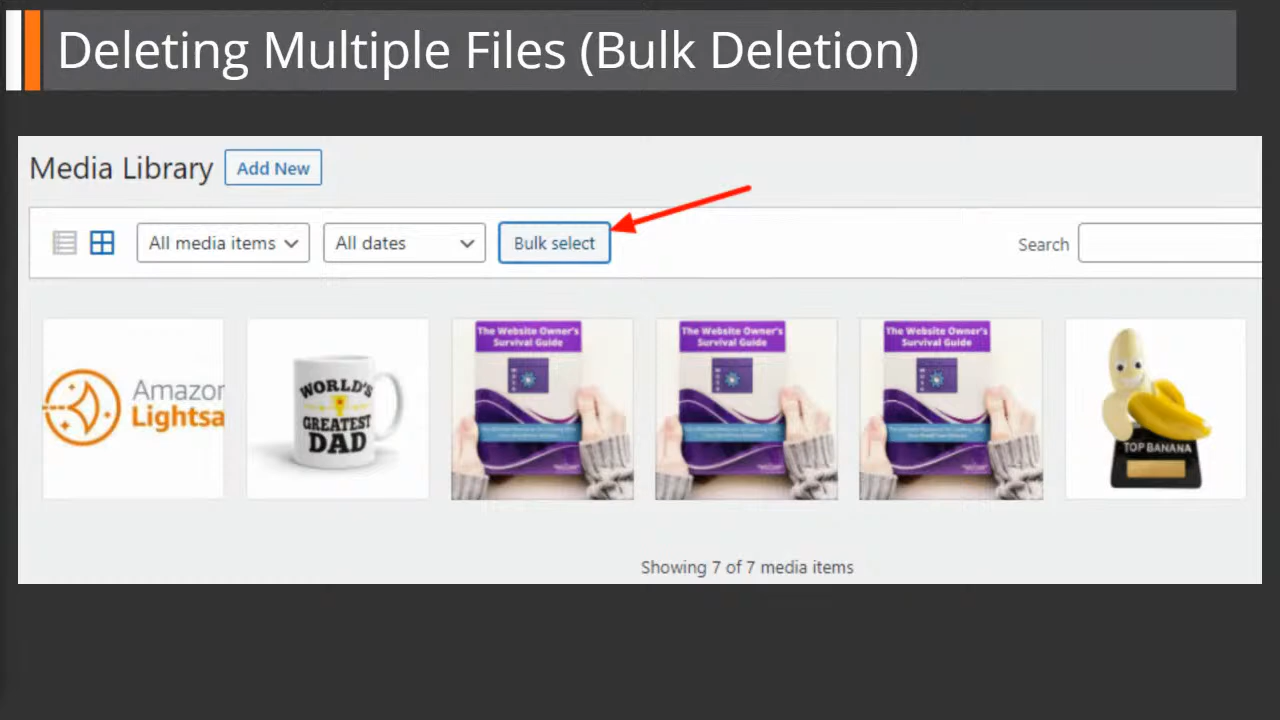 Deleting Multiple Files (Bulk Deletion)
Media Library
Add New
All media items
All dates
Bulk select
Search
Amazon
Lightsa
WORLD'S
GREATEST
DAD
The Website Owner's
Survival Guide
The Website Owner's
Survival Guide
The Website Owner's
Survival Guide
TOP BANANA
Showing 7 of 7 media items